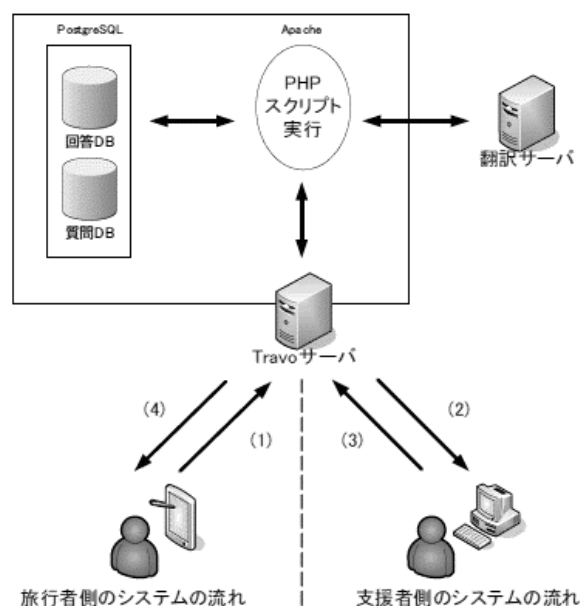 PostgreSQL
Apache
PHP
スクリプト
実行
回答DB
質問DB
翻訳サーバ
Travoサーバ
(4)
(1)
(3)
(2)
旅行者側のシステムの流れ
支援者側のシステムの流れ